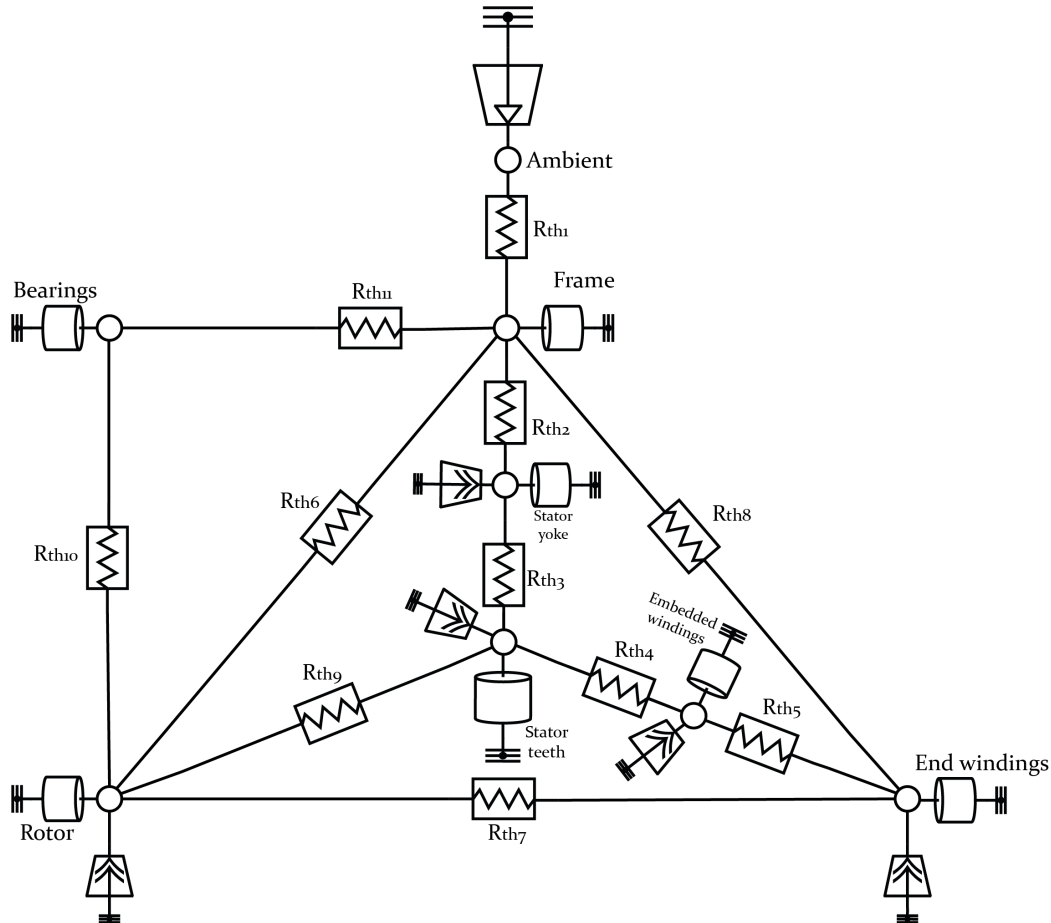 Ambient
Rth1
Bearings
Rth11
Frame
Rth2
Rth6
Stator
yoke
Rth8
Rth10
Rth3
Embedded
windings
Rth9
Rth4
Rth5
Stator
teeth
End windings
Rotor
Rth7